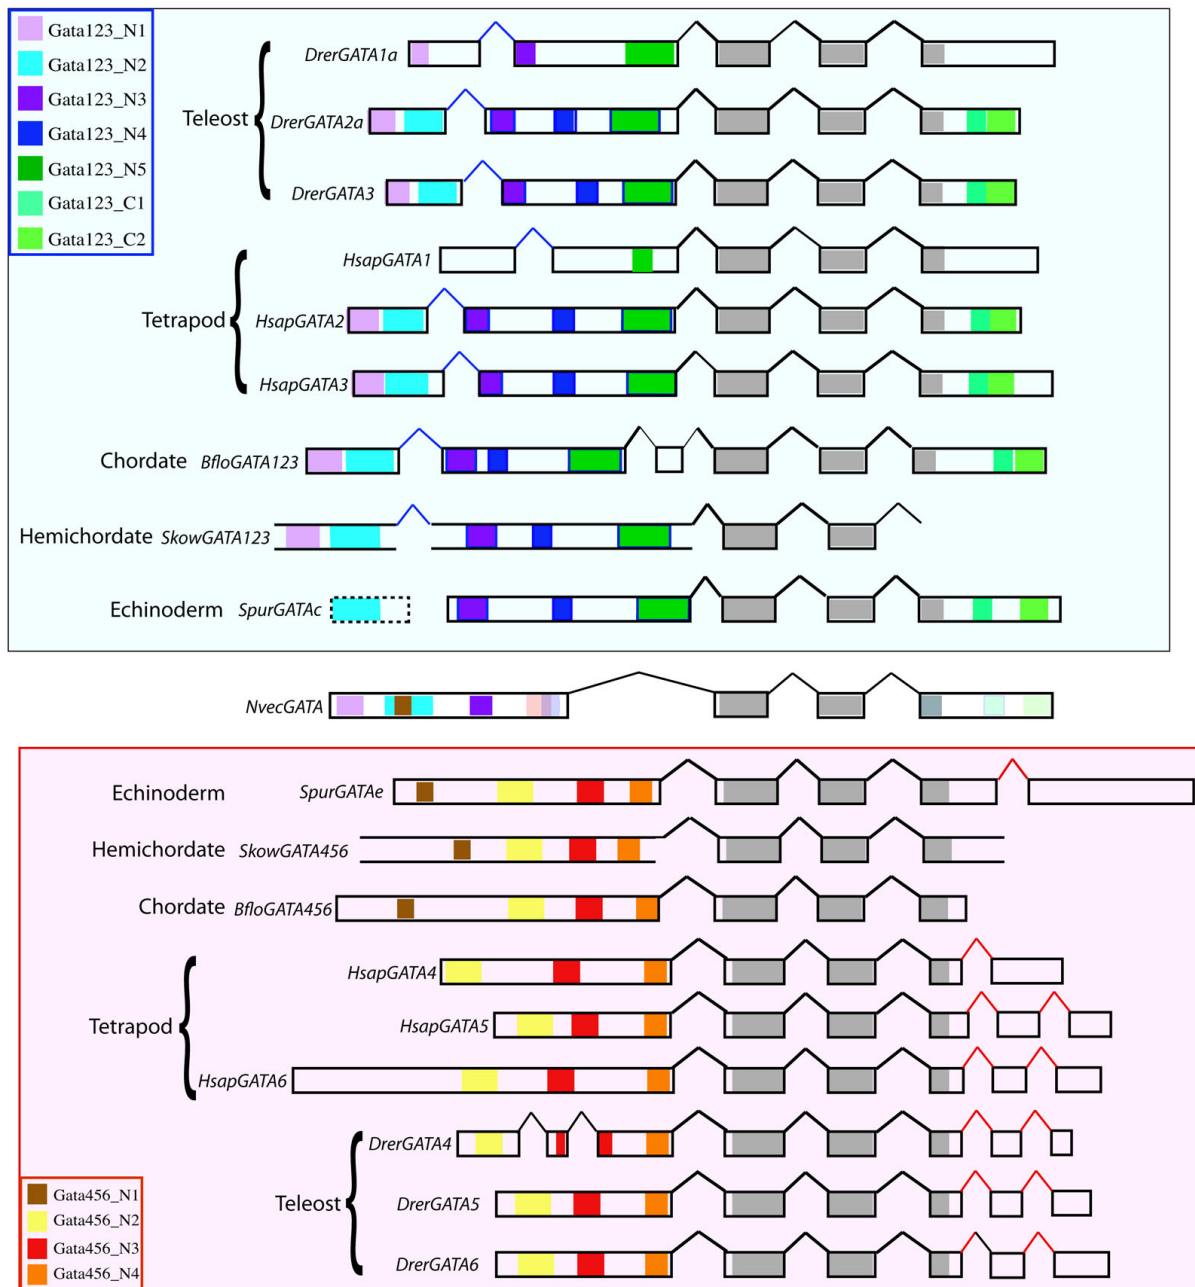 Gata123_N1
Gata123_N2
Gata123_N3
Gata123_N4
Gata123_N5
Gata123_C1
Gata123_C2
Teleost
DrerGATA1a
DrerGATA2a
DrerGATA3
Tetrapod
HsapGATA1
HsapGATA2
HsapGATA3
Chordate BfloGATA123
Hemichordate SkowGATA123
Echinoderm SpurGATAc
NvecGATA
Echinoderm SpurGATAe
Hemichordate SkowGATA456
Chordate BfloGATA456
Tetrapod
HsapGATA4
HsapGATA5
HsapGATA6
Teleost
DrerGATA4
DrerGATA5
DrerGATA6
Gata456_N1
Gata456_N2
Gata456_N3
Gata456_N4